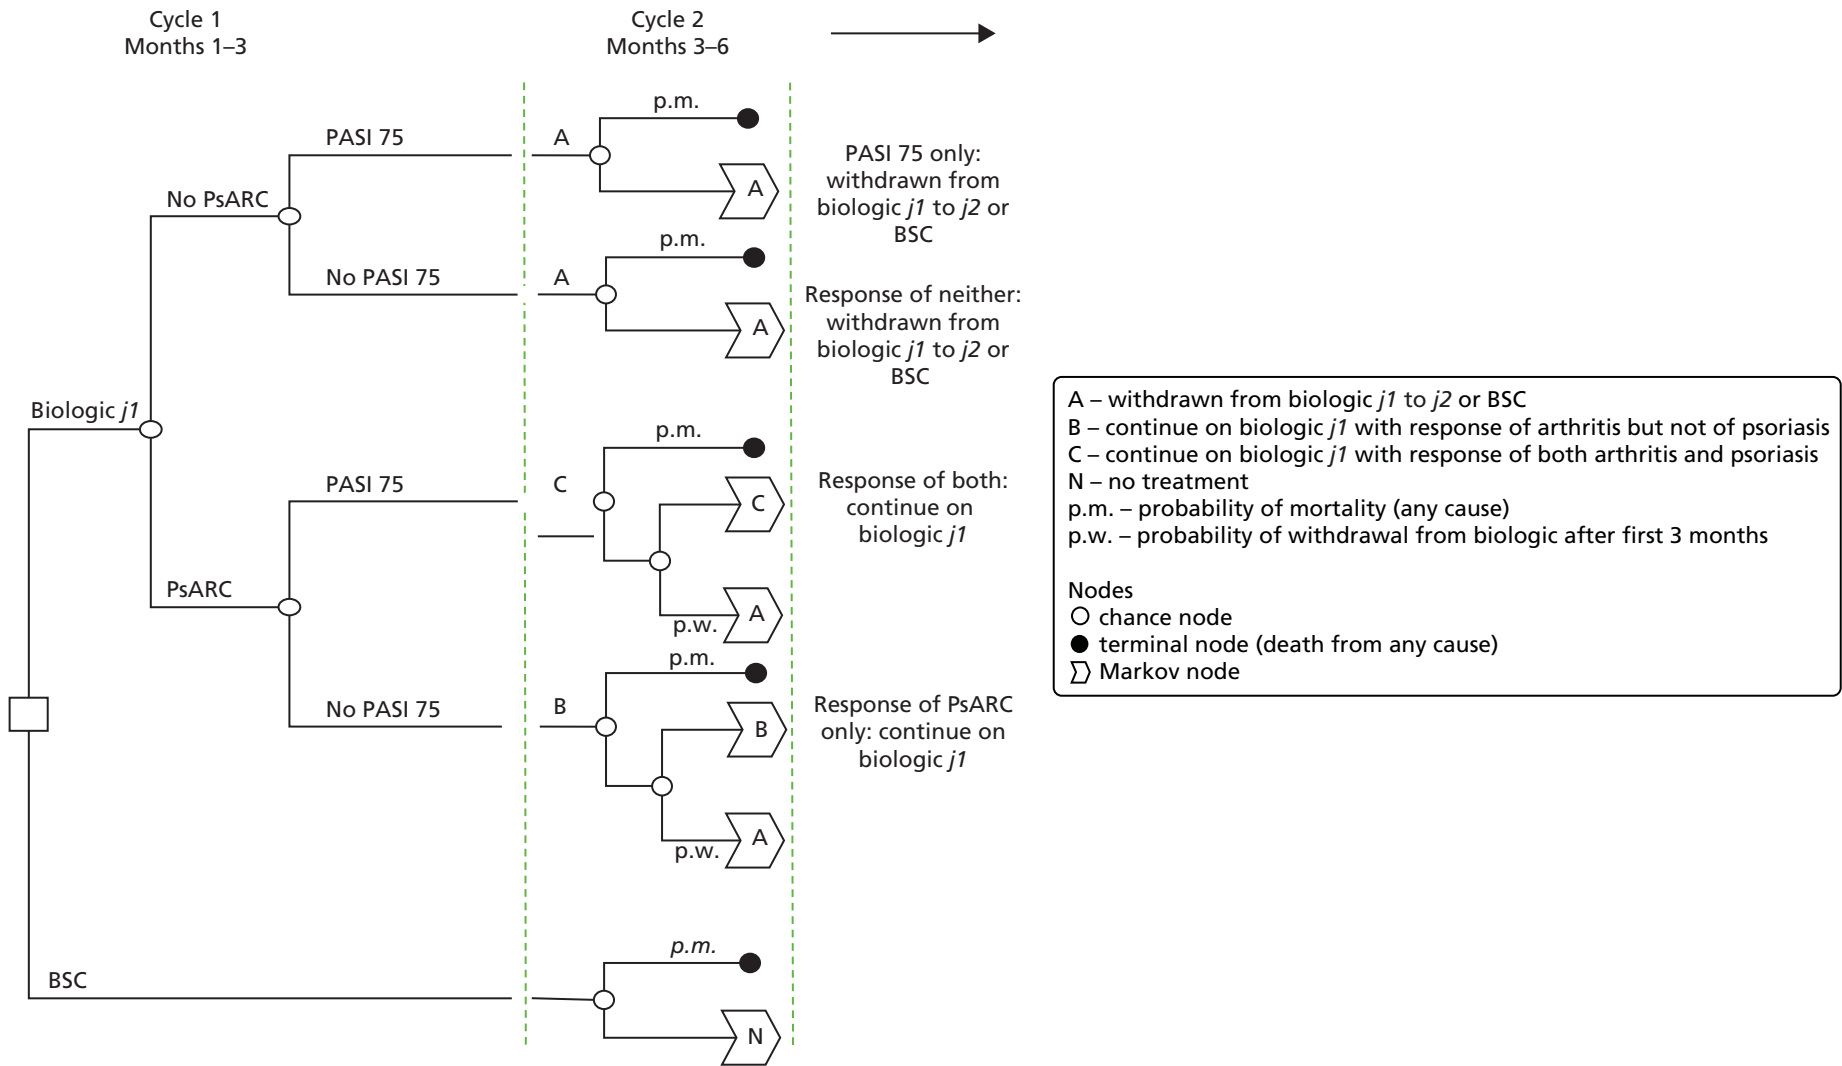 Cycle 1
Months 1–3
Cycle 2
Months 3–6
PASI 75
A
p.m.
A
PASI 75 only:
withdrawn from
biologic j1 to j2 or
BSC
No PsARC
No PASI 75
A
p.m.
A
Response of neither:
withdrawn from
biologic j1 to j2 or
BSC
Biologic j1
PASI 75
C
p.m.
C
p.w.
A
Response of both:
continue on
biologic j1
PsARC
No PASI 75
B
p.m.
B
p.w.
A
Response of PsARC
only: continue on
biologic j1
BSC
p.m.
N
A – withdrawn from biologic j1 to j2 or BSC
B – continue on biologic j1 with response of arthritis but not of psoriasis
C – continue on biologic j1 with response of both arthritis and psoriasis
N – no treatment
p.m. – probability of mortality (any cause)
p.w. – probability of withdrawal from biologic after first 3 months
Nodes
chance node
terminal node (death from any cause)
Markov node